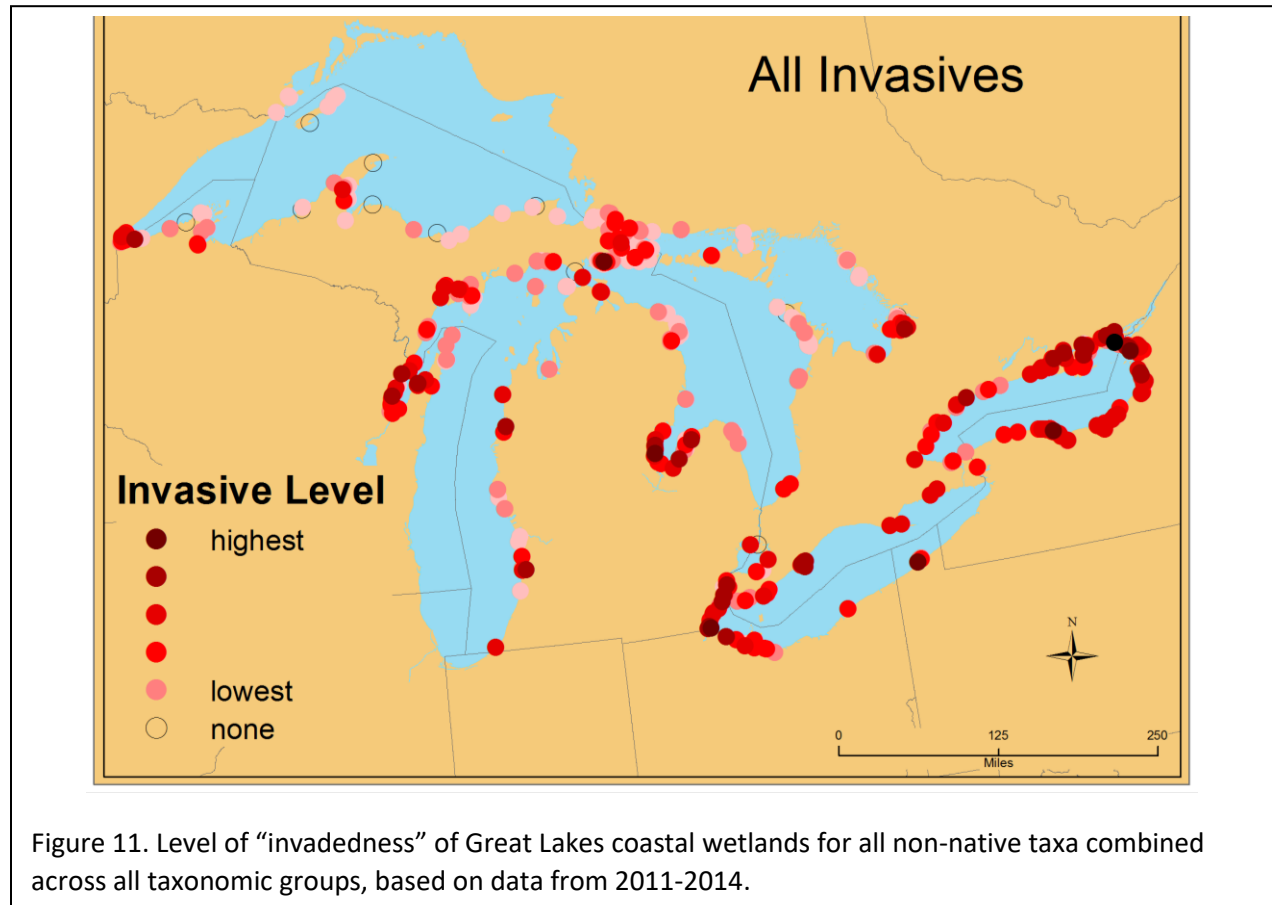 All Invasives
Invasive Level
highest
lowest
none
N
0 125 250
Miles
Figure 11. Level of “invadedness” of Great Lakes coastal wetlands for all non-native taxa combined
across all taxonomic groups, based on data from 2011-2014.